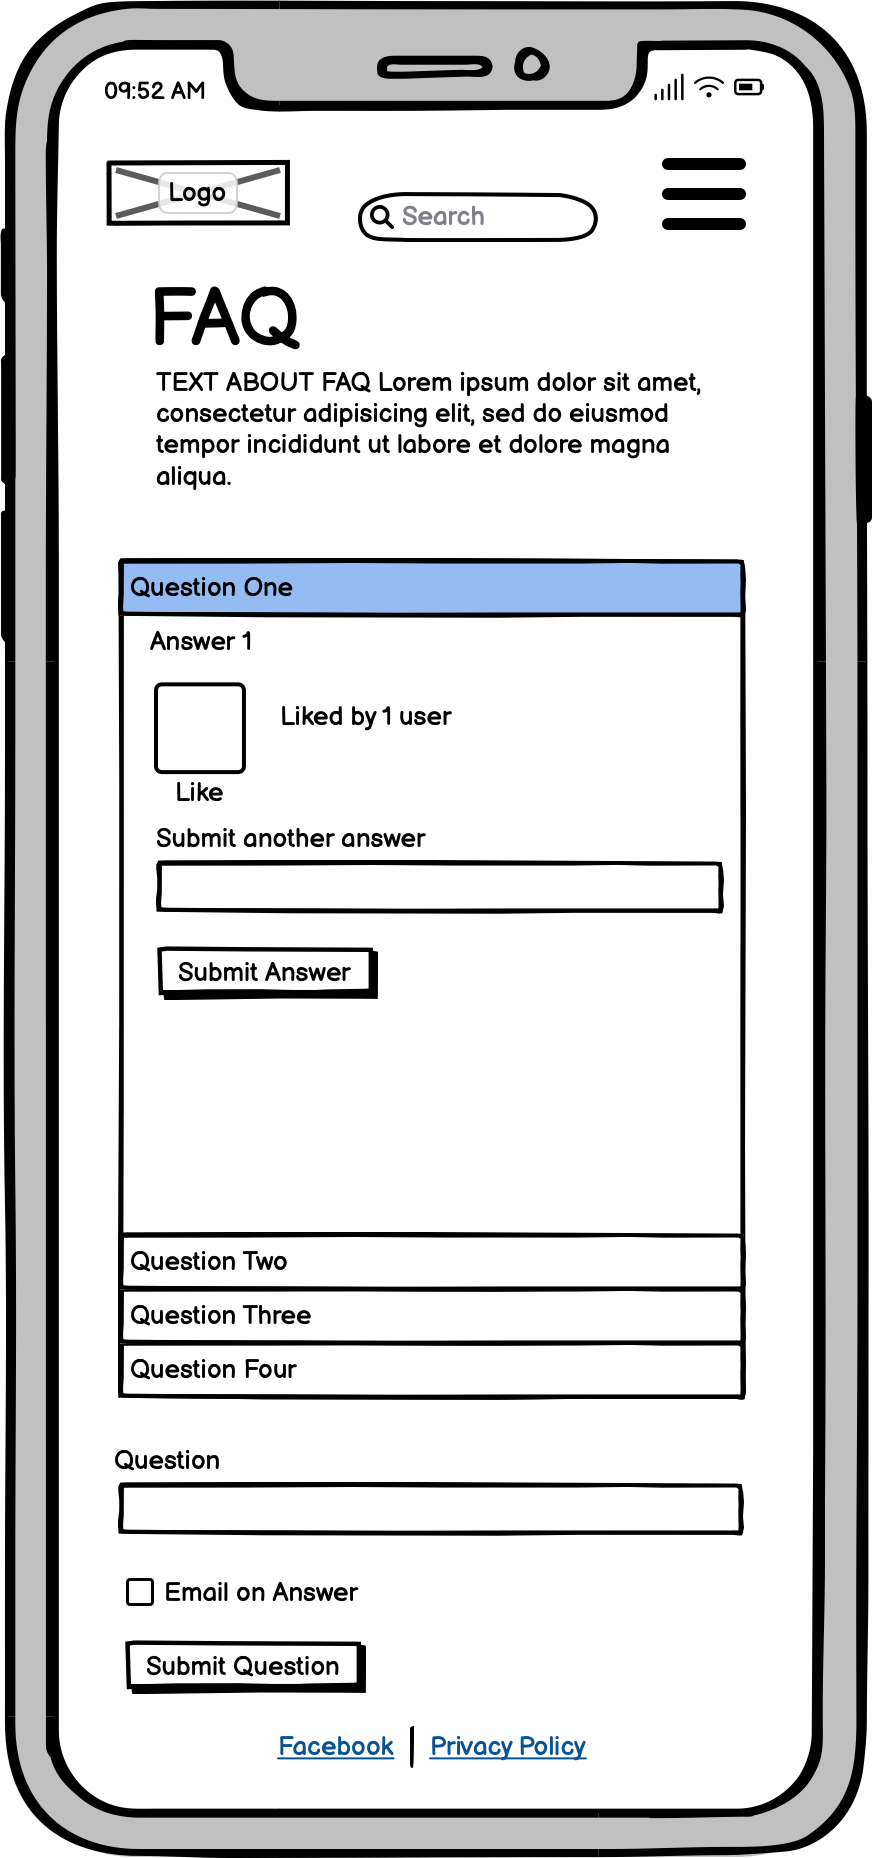 09:52 AM
Logo
Search
FAQ
TEXT ABOUT FAQ Lorem ipsum dolor sit amet,
consectetur adipisicing elit, sed do eiusmod
tempor incididunt ut labore et dolore magna
aliqua.
Question One
Answer 1
Liked by 1 user
Like
Submit another answer
Submit Answer
Question Two
Question Three
Question Four
Question
Email on Answer
Submit Question
Facebook
Privacy Policy